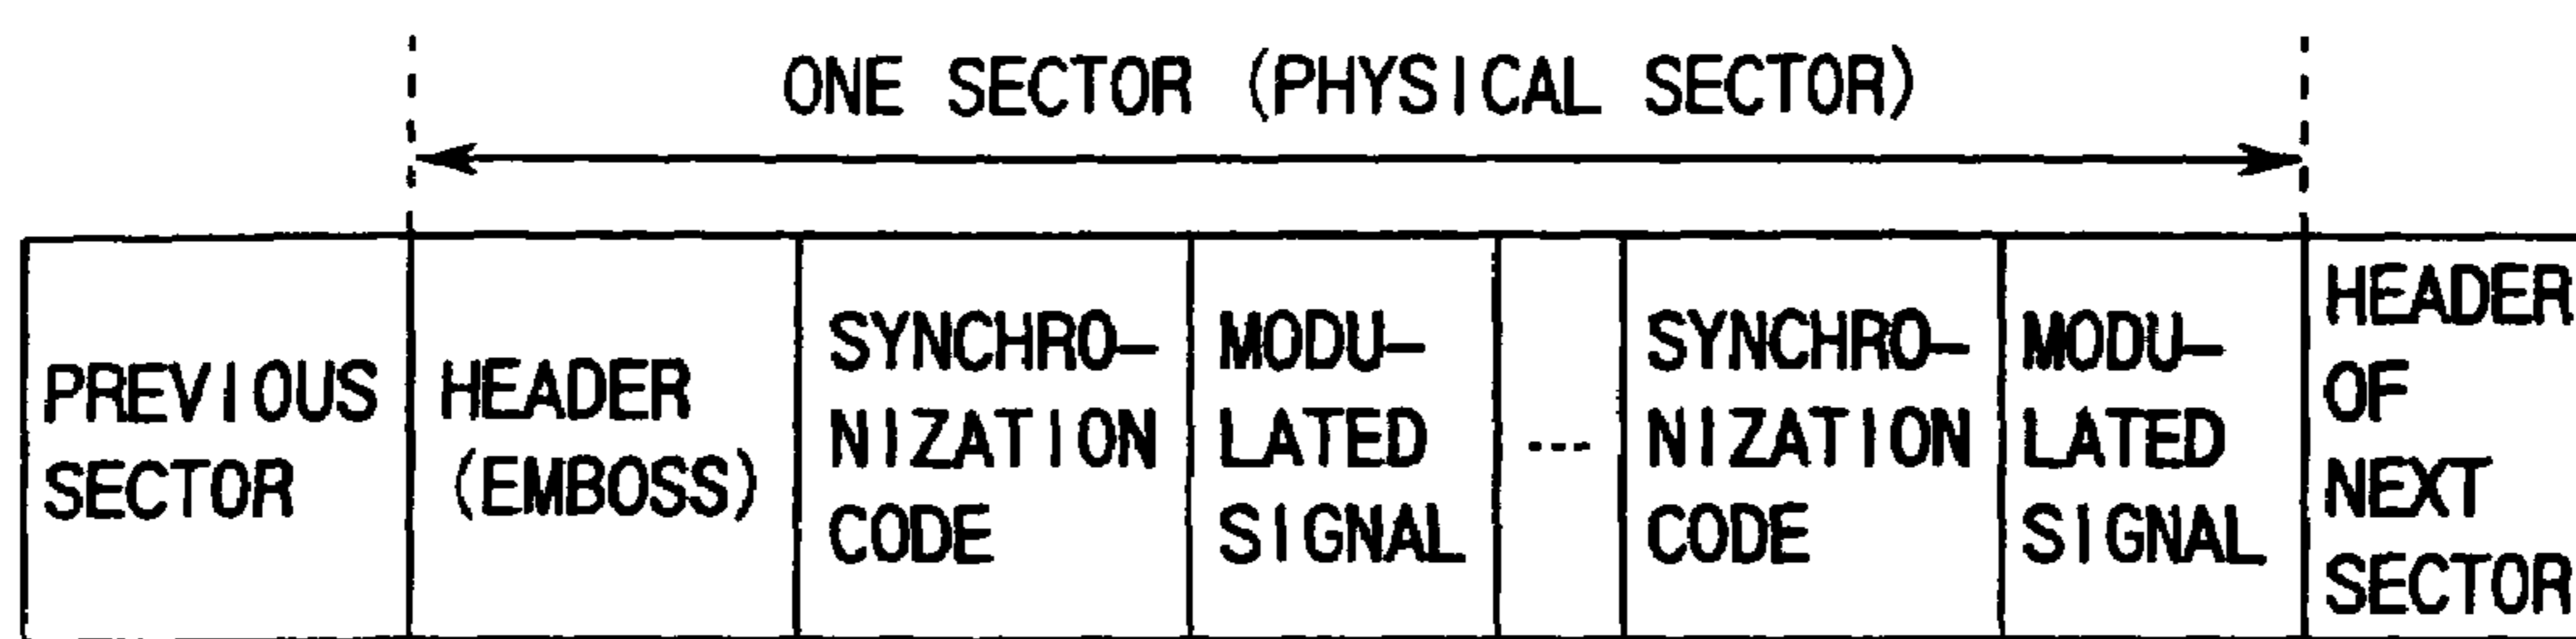 ONE SECTOR (PHYSICAL SECTOR)
PREVIOUS
SECTOR
HEADER
(EMBOSS)
SYNCHRO-
NIZATION
CODE
MODU-
LATED
SIGNAL
...
SYNCHRO-
NIZATION
CODE
MODU-
LATED
SIGNAL
HEADER
OF
NEXT
SECTOR